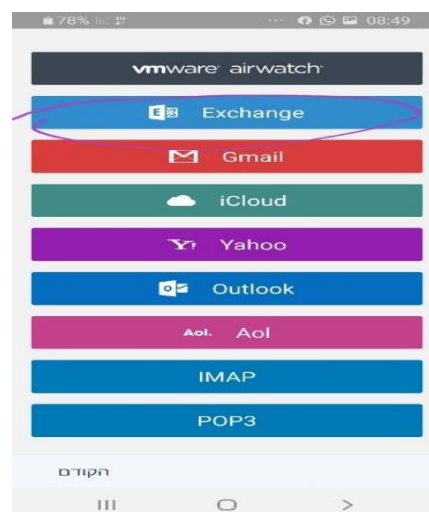 78% 08:49
vmware airwatch
Exchange
Gmail
iCloud
Yahoo
Outlook
Aol. Aol
IMAP
POP3
הקודם